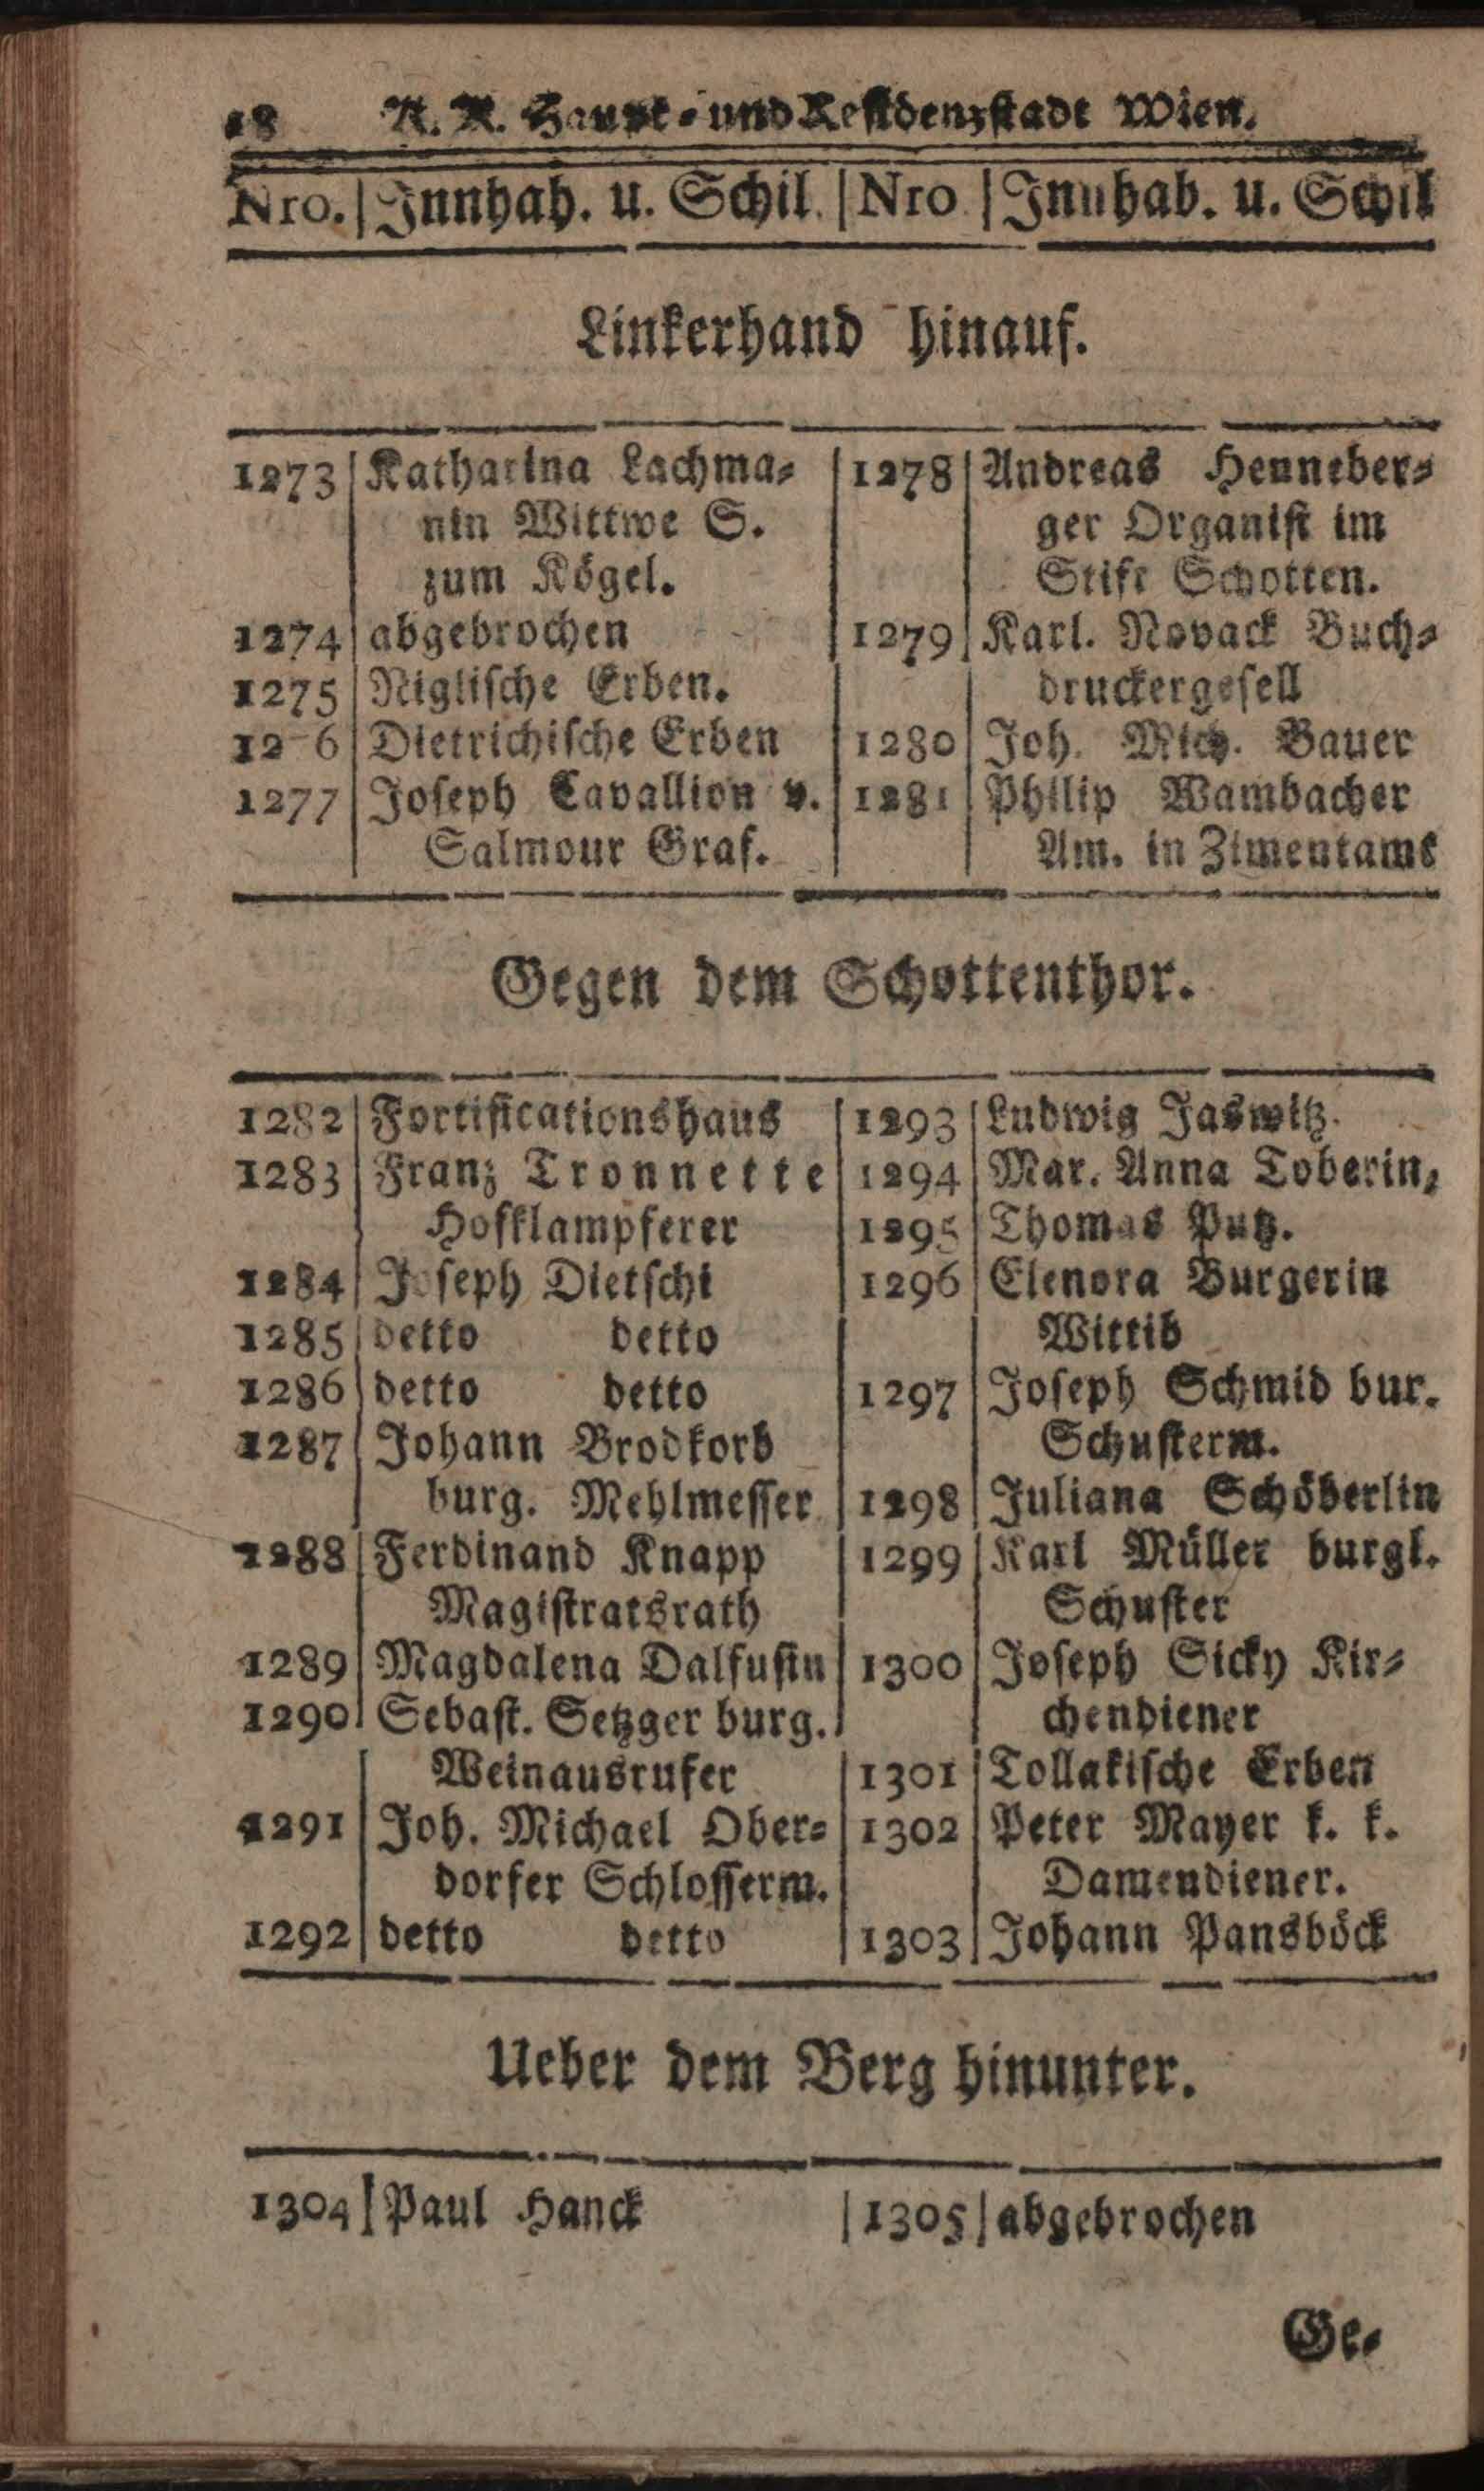 18 K. K. Haupt- und Residenzstadt Wien.
Nro. | Innhab. u. Schil. | Nro | Innhab. u. Schil
Linkerhand hinauf.
1273 Katharina Lachma-
nin Wittwe S.
zum Kögel.
1274 abgebrochen
1275 Riglische Erben.
12 6 Dietrichische Erben
1277 Joseph Cavallion v.
Salmour Graf.
1278 Andreas Henneber-
ger Organist im
Stift Schotten.
1279 Karl. Novack Buch-
druckergesell
1280 Joh. Mich. Bauer
1281 Philip Wambacher
Am. in Zimentamt
Gegen dem Schottenthor.
1282 Fortificationshaus
1283 Franz Tronnette
Hofklampferer
1284 Joseph Dietschi
1285 detto detto
1286 detto detto
1287 Johann Brodkorb
burg. Mehlmesser
1288 Ferdinand Knapp
Magistratsrath
1289 Magdalena Dalfusin
1290 Sebast. Setzger burg.
Weinausrufer
1291 Joh. Michael Ober-
dorfer Schlosserm.
1292 detto detto
1293 Ludwig Jaswitz.
1294 Mar. Anna Toberin,
1295 Thomas Putz.
1296 Elenora Burgerin
Wittib
1297 Joseph Schmid bur.
Schusterm.
1298 Juliana Schöberlin
1299 Karl Müller burgl.
Schuster
1300 Joseph Sicky Kir-
chendiener
1301 Tollakische Erben
1302 Peter Mayer k. k.
Damendiener.
1303 Johann Pansböck
Ueber dem Berg hinunter.
1304 Paul Hanck
1305 abgebrochen
Ge-